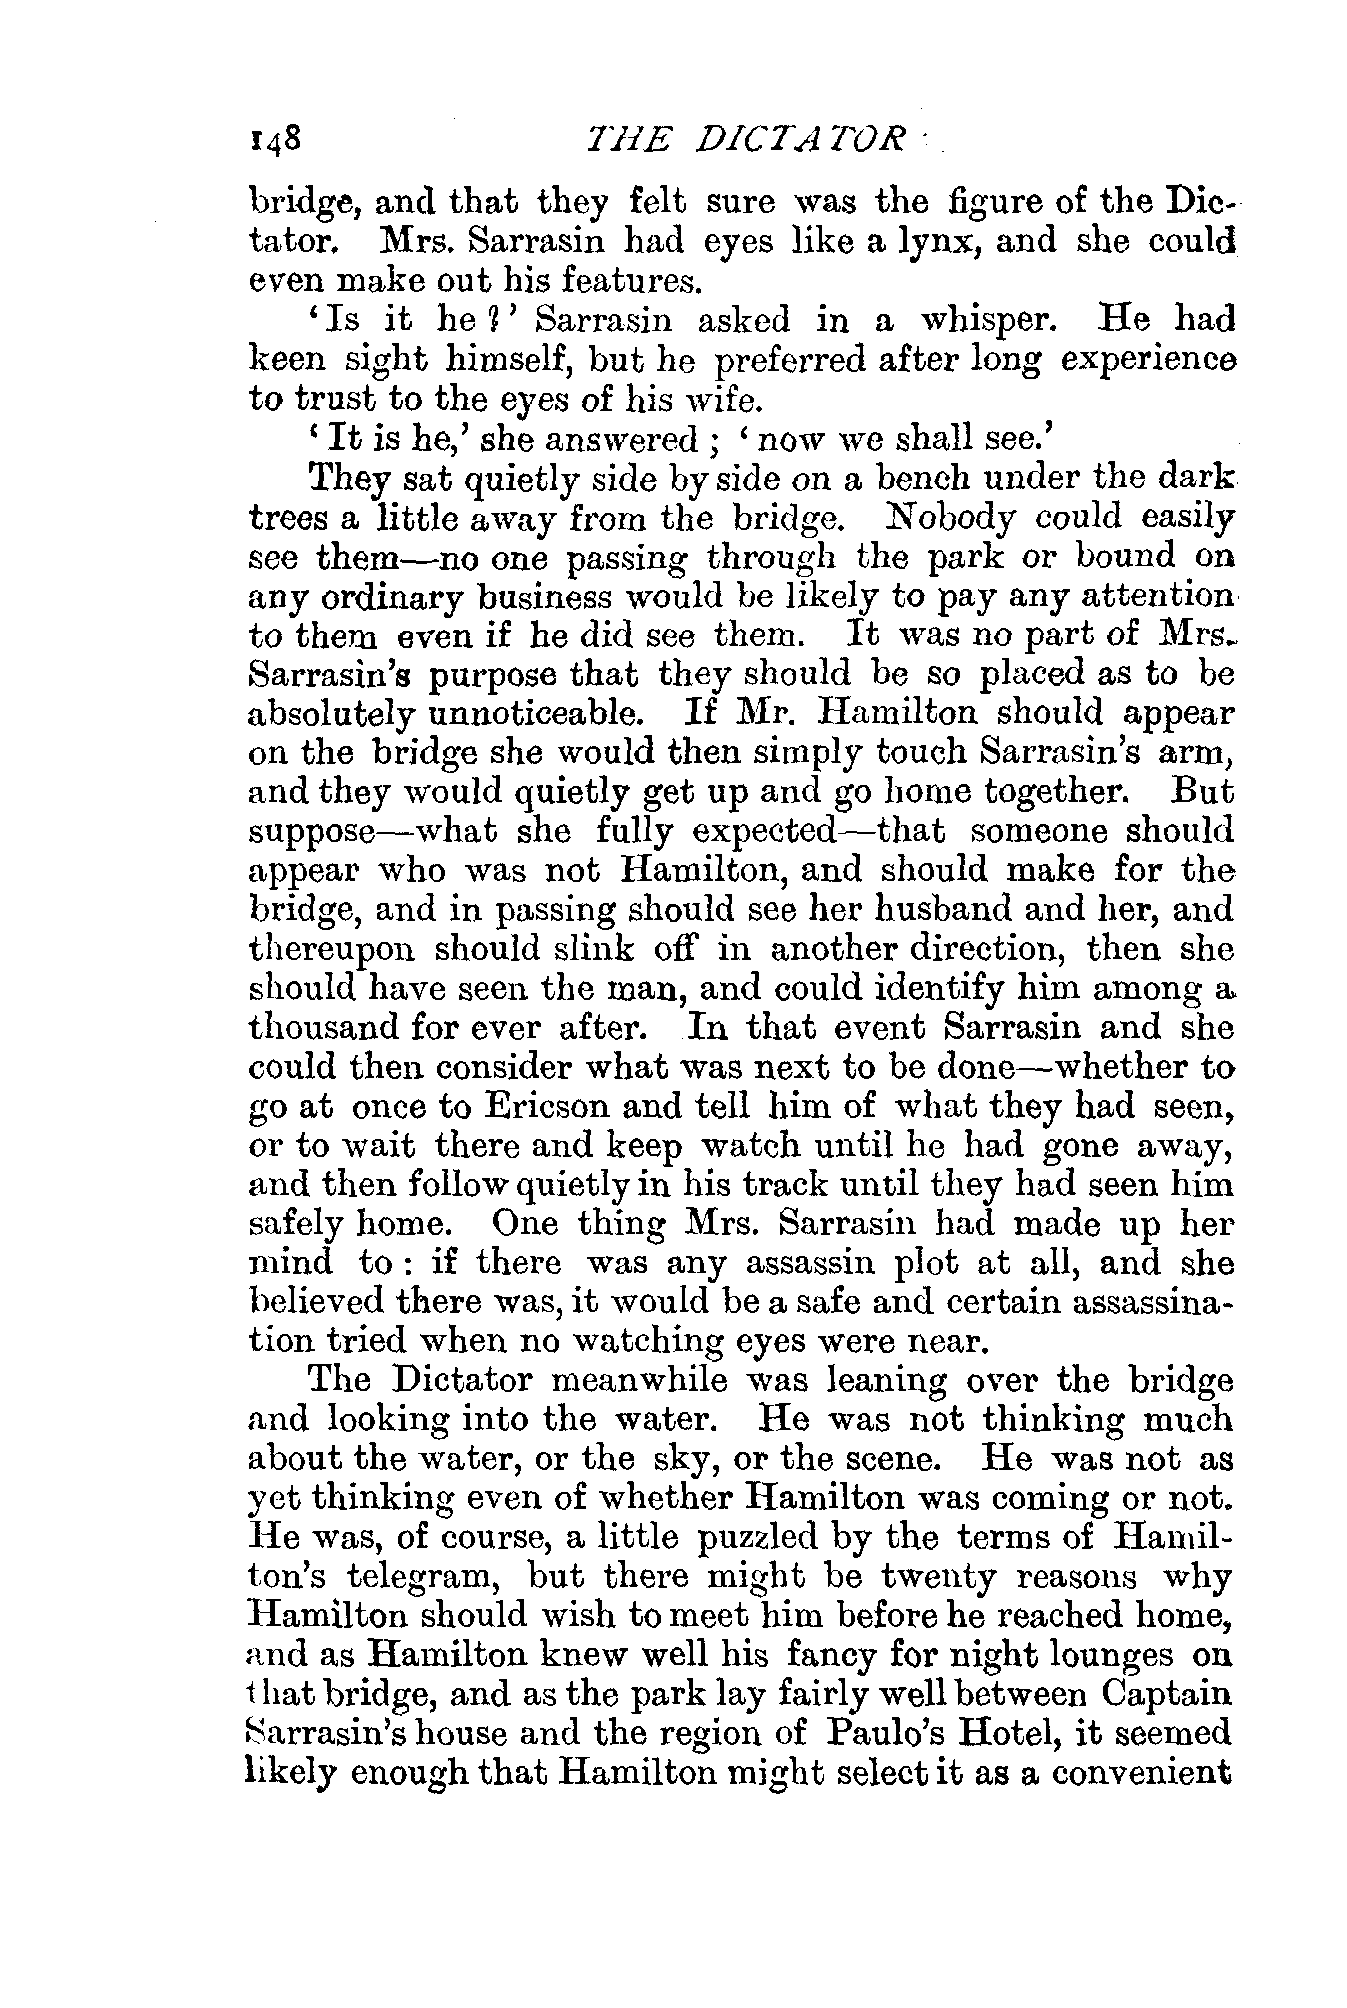 148 THE DICTATOR
bridge, and that they felt sure was the figure of the Dic-
tator. Mrs. Sarrasin had eyes like a lynx, and she could
even make out his features.
‘Is it he?’ Sarrasin asked in a whisper. He had
keen sight himself, but he preferred after long experience
to trust to the eyes of his wife.
‘It is he,’ she answered; ‘now we shall see.’
They sat quietly side by side on a bench under the dark
trees a little away from the bridge. Nobody could easily
see them—no one passing through the park or bound on
any ordinary business would be likely to pay any attention
to them even if he did see them. It was no part of Mrs.
Sarrasin’s purpose that they should be so placed as to be
absolutely unnoticeable. If Mr. Hamilton should appear
on the bridge she would then simply touch Sarrasin’s arm,
and they would quietly get up and go home together. But
suppose—what she fully expected—that someone should
appear who was not Hamilton, and should make for the
bridge, and in passing should see her husband and her, and
thereupon should slink off in another direction, then she
should have seen the man, and could identify him among a
thousand for ever after. In that event Sarrasin and she
could then consider what was next to be done—whether to
go at once to Ericson and tell him of what they had seen,
or to wait there and keep watch until he had gone away,
and then follow quietly in his track until they had seen him
safely home. One thing Mrs. Sarrasin had made up her
mind to: if there was any assassin plot at all, and she
believed there was, it would be a safe and certain assassina-
tion tried when no watching eyes were near.
The Dictator meanwhile was leaning over the bridge
and looking into the water. He was not thinking much
about the water, or the sky, or the scene. He was not as
yet thinking even of whether Hamilton was coming or not.
He was, of course, a little puzzled by the terms of Hamil-
ton’s telegram, but there might be twenty reasons why
Hamilton should wish to meet him before he reached home,
and as Hamilton knew well his fancy for night lounges on
that bridge, and as the park lay fairly well between Captain
Sarrasin’s house and the region of Paulo’s Hotel, it seemed
likely enough that Hamilton might select it as a convenient